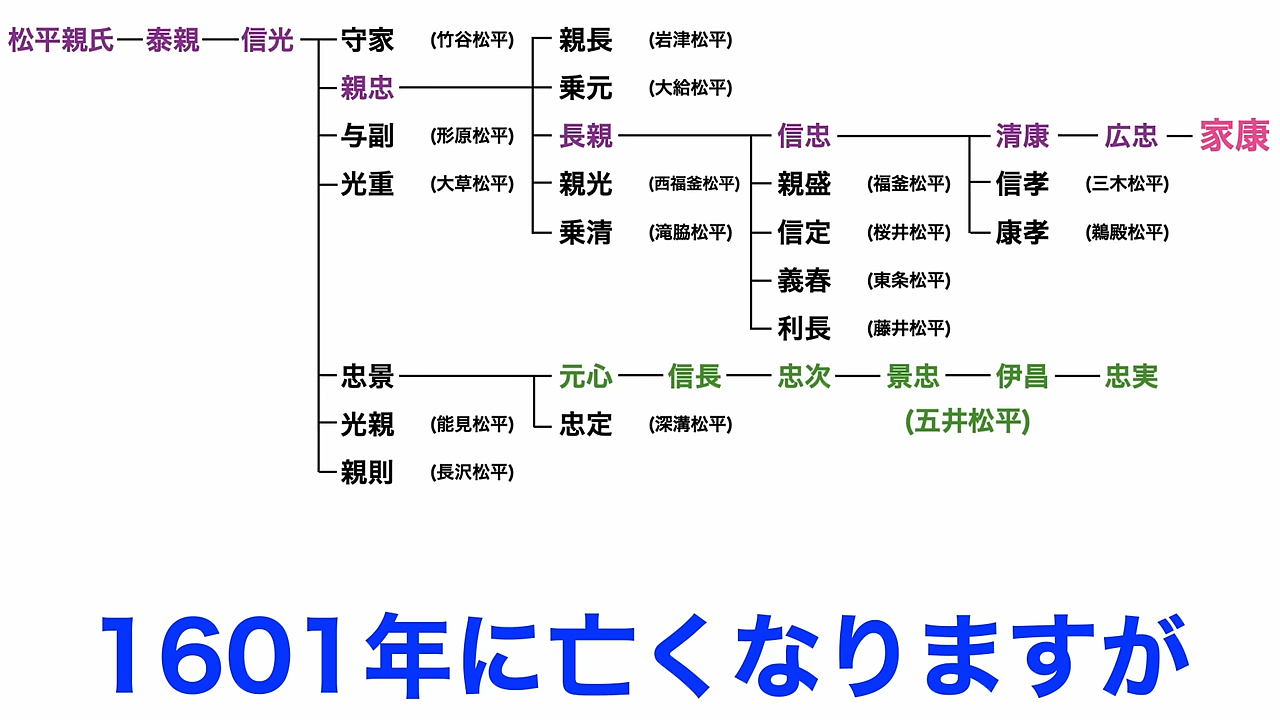 松平親氏 泰親 信光 守家 (竹谷松平) 親長 (岩津松平)
親忠 乗元 (大給松平)
与副 (形原松平) 長親 信忠 清康 広忠 家康
光重 (大草松平) 親光 (西福釜松平) 親盛 (福釜松平) 信孝 (三木松平)
乗清 (滝脇松平) 信定 (桜井松平) 康孝 (鵜殿松平)
義春 (東条松平)
利長 (藤井松平)
忠景 元心 信長 忠次 景忠 伊昌 忠実
(五井松平)
光親 (能見松平) 忠定 (深溝松平)
親則 (長沢松平)
1601年に亡くなりますが